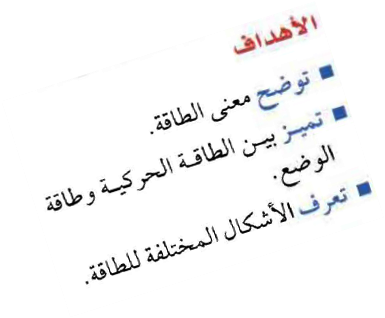 الأهداف
■ توضح معنى الطاقة.
■ تميز بين الطاقة الحركية وطاقة
الوضع.
■ تعرف الأشكال المختلفة للطاقة.